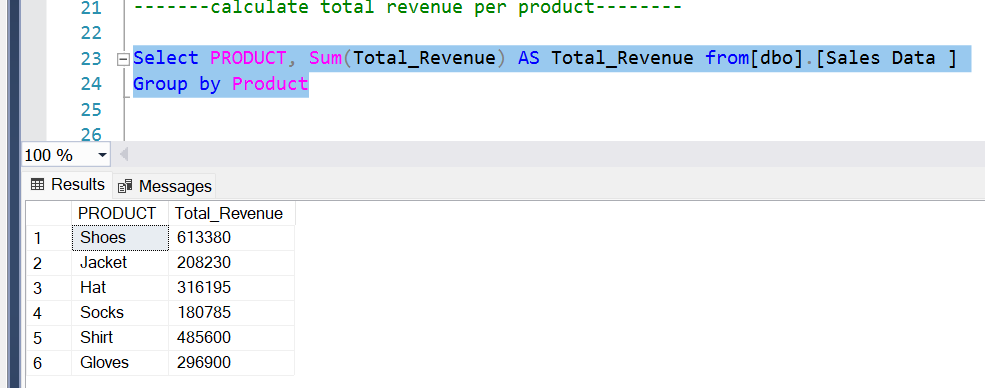 21 -------calculate total revenue per product--------
22
23 Select PRODUCT, Sum(Total_Revenue) AS Total_Revenue from[dbo].[Sales Data ]
24 Group by Product
25
26
100 %
Results Messages
PRODUCT Total_Revenue
1 Shoes 613380
2 Jacket 208230
3 Hat 316195
4 Socks 180785
5 Shirt 485600
6 Gloves 296900